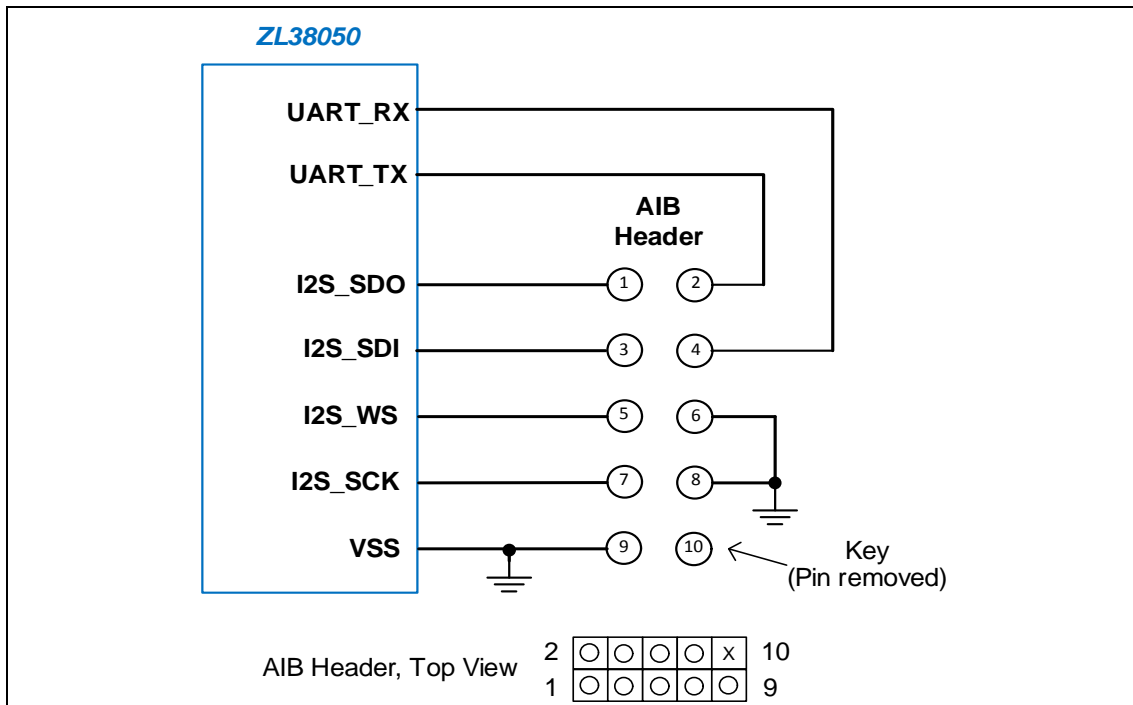 ZL38050
UART_RX
UART_TX
AIB
Header
I2S_SDO 1 2
I2S_SDI 3 4
I2S_WS 5 6
I2S_SCK 7 8
VSS 9 10
Key
(Pin removed)
AIB Header, Top View
2 X 10
1 9